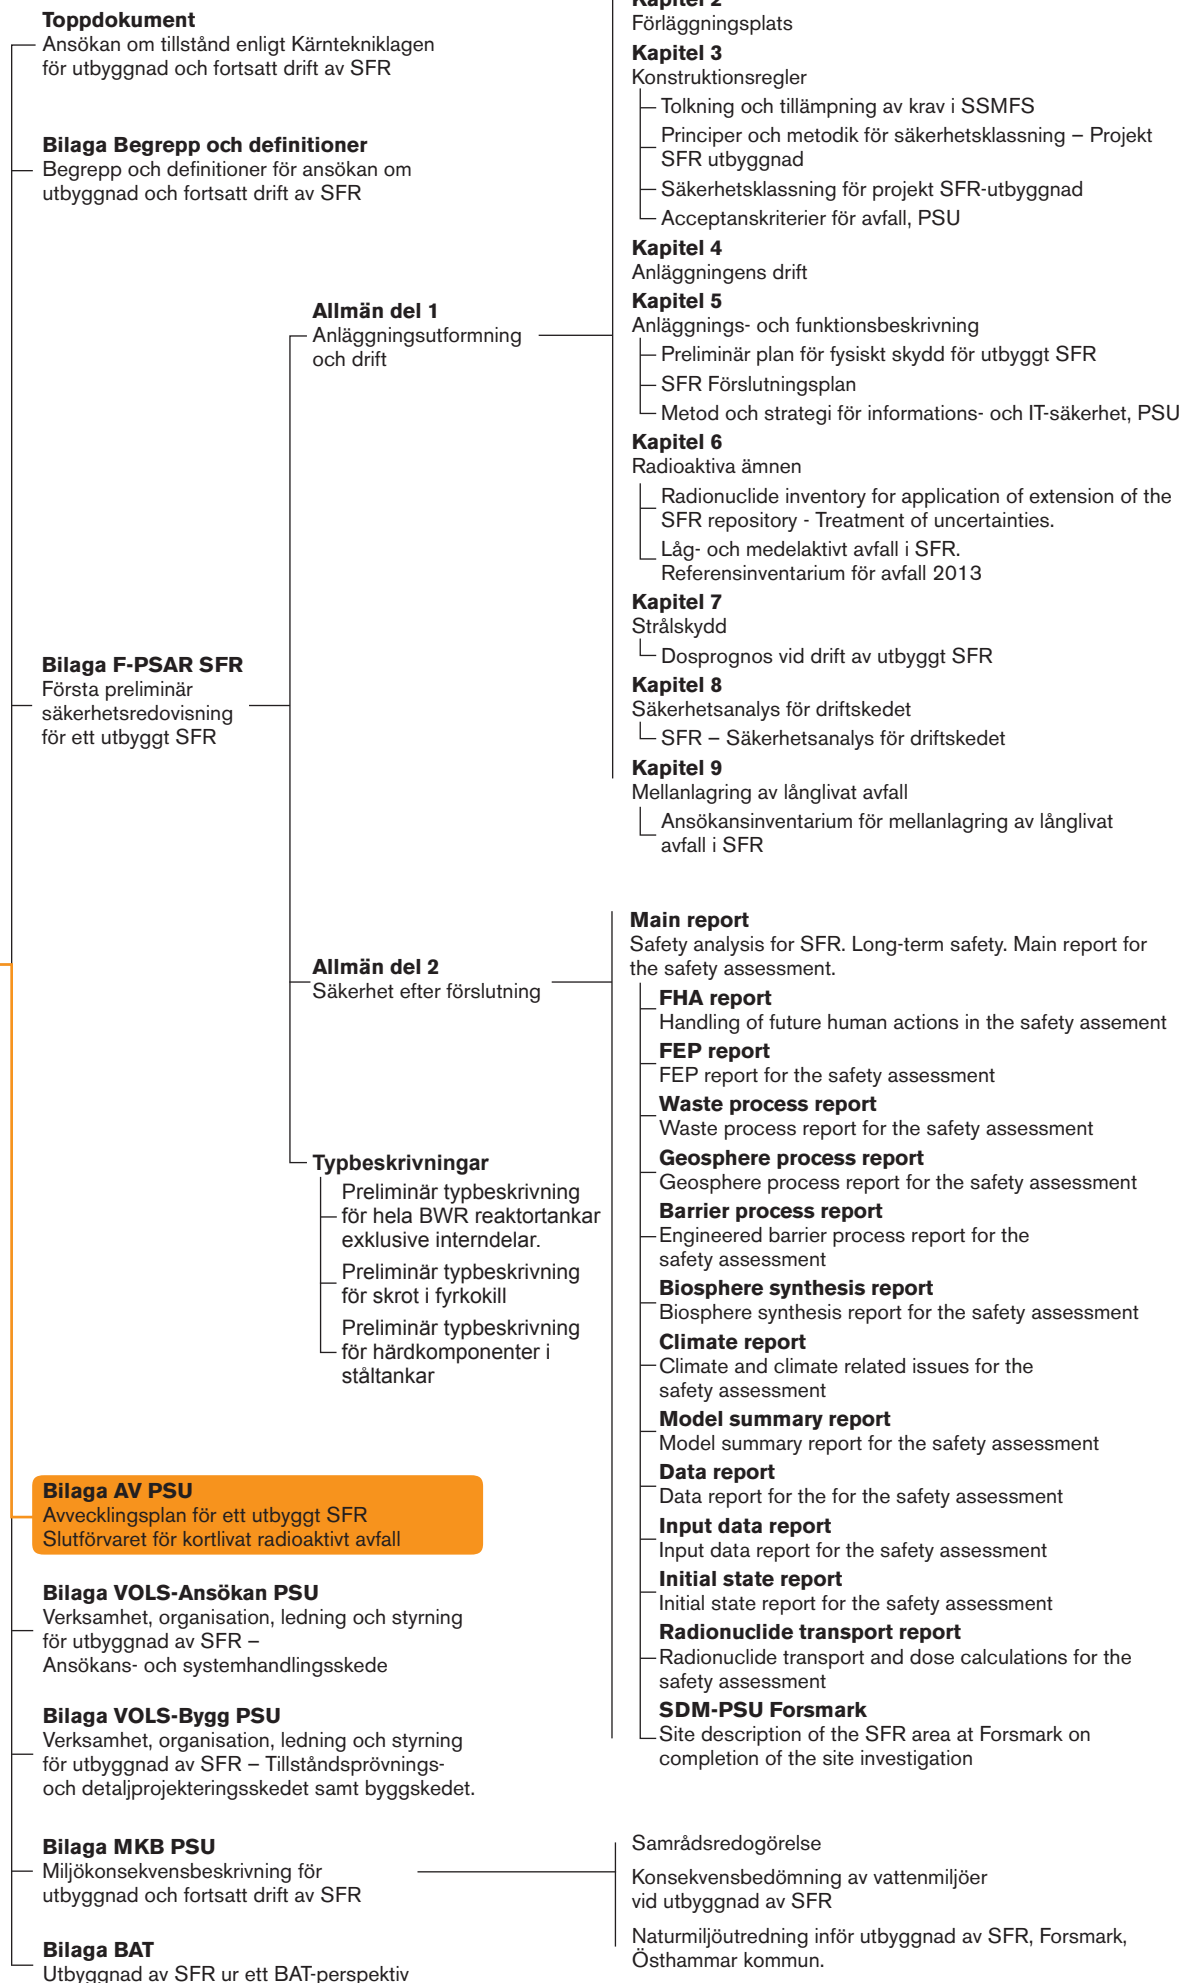 Toppdokument
Ansökan om tillstånd enligt Kärntekniklagen
för utbyggnad och fortsatt drift av SFR
Bilaga Begrepp och definitioner
Begrepp och definitioner för ansökan om
utbyggnad och fortsatt drift av SFR
Bilaga F-PSAR SFR
Första preliminär
säkerhetsredovisning
för ett utbyggt SFR
Allmän del 1
Anläggningsutformning
och drift
Kapitel 2
Förläggningsplats
Kapitel 3
Konstruktionsregler
Tolkning och tillämpning av krav i SSMFS
Principer och metodik för säkerhetsklassning – Projekt
SFR utbyggnad
Säkerhetsklassning för projekt SFR-utbyggnad
Acceptanskriterier för avfall, PSU
Kapitel 4
Anläggningens drift
Kapitel 5
Anläggnings- och funktionsbeskrivning
Preliminär plan för fysiskt skydd för utbyggt SFR
SFR Förslutningsplan
Metod och strategi för informations- och IT-säkerhet, PSU
Kapitel 6
Radioaktiva ämnen
Radionuclide inventory for application of extension of the
SFR repository - Treatment of uncertainties.
Låg- och medelaktivt avfall i SFR.
Referensinventarium för avfall 2013
Kapitel 7
Strålskydd
Dosprognos vid drift av utbyggt SFR
Kapitel 8
Säkerhetsanalys för driftskedet
SFR – Säkerhetsanalys för driftskedet
Kapitel 9
Mellanlagring av långlivat avfall
Ansökansinventarium för mellanlagring av långlivat
avfall i SFR
Allmän del 2
Säkerhet efter förslutning
Main report
Safety analysis for SFR. Long-term safety. Main report for
the safety assessment.
FHA report
Handling of future human actions in the safety assement
FEP report
FEP report for the safety assessment
Waste process report
Waste process report for the safety assessment
Geosphere process report
Geosphere process report for the safety assessment
Barrier process report
Engineered barrier process report for the
safety assessment
Biosphere synthesis report
Biosphere synthesis report for the safety assessment
Climate report
Climate and climate related issues for the
safety assessment
Model summary report
Model summary report for the safety assessment
Data report
Data report for the for the safety assessment
Input data report
Input data report for the safety assessment
Initial state report
Initial state report for the safety assessment
Radionuclide transport report
Radionuclide transport and dose calculations for the
safety assessment
SDM-PSU Forsmark
Site description of the SFR area at Forsmark on
completion of the site investigation
Typbeskrivningar
Preliminär typbeskrivning
för hela BWR reaktortankar
exklusive interndelar.
Preliminär typbeskrivning
för skrot i fyrkokill
Preliminär typbeskrivning
för härdkomponenter i
ståltankar
Bilaga AV PSU
Avvecklingsplan för ett utbyggt SFR
Slutförvaret för kortlivat radioaktivt avfall
Bilaga VOLS-Ansökan PSU
Verksamhet, organisation, ledning och styrning
för utbyggnad av SFR –
Ansökans- och systemhandlingsskede
Bilaga VOLS-Bygg PSU
Verksamhet, organisation, ledning och styrning
för utbyggnad av SFR – Tillståndsprövnings-
och detaljprojekteringsskedet samt byggskedet.
Bilaga MKB PSU
Miljökonsekvensbeskrivning för
utbyggnad och fortsatt drift av SFR
Samrådsredogörelse
Konsekvensbedömning av vattenmiljöer
vid utbyggnad av SFR
Naturmiljöutredning inför utbyggnad av SFR, Forsmark,
Östhammar kommun.
Bilaga BAT
Utbyggnad av SFR ur ett BAT-perspektiv